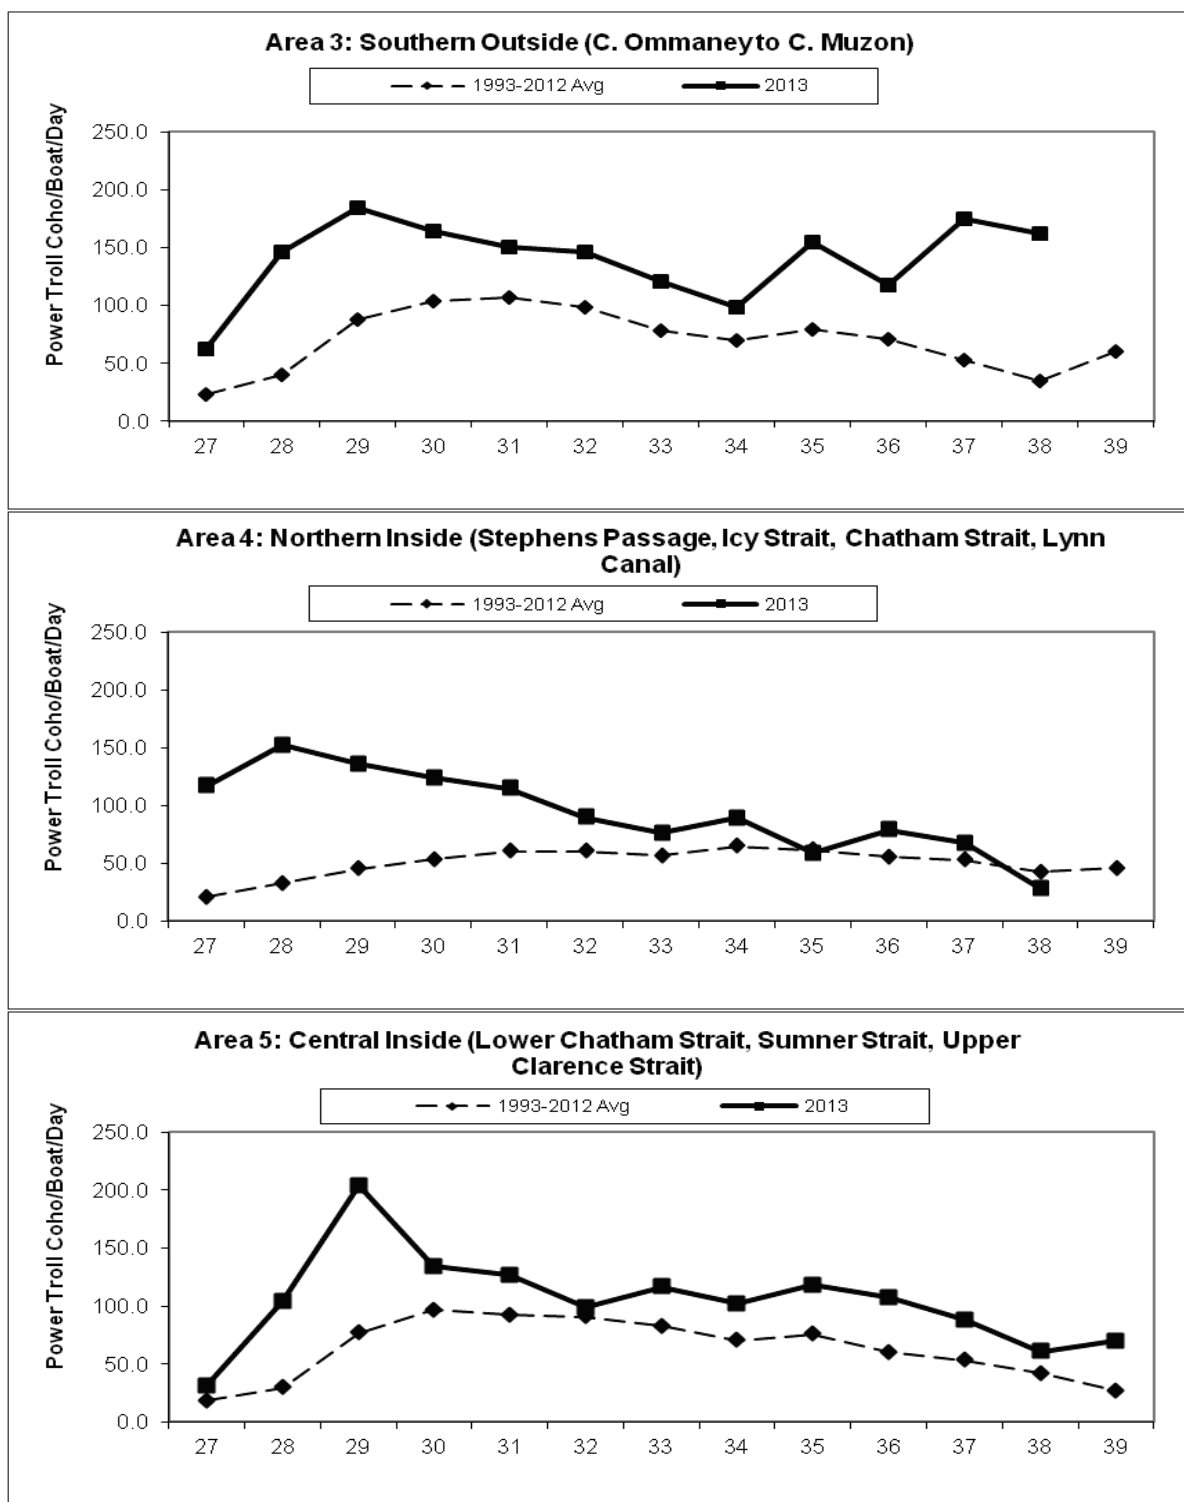 Area 3: Southern Outside (C. Ommaney to C. Muzon)
1993-2012 Avg 2013
Power Troll Coho/Boat/Day
250.0
200.0
150.0
100.0
50.0
0.0
27 28 29 30 31 32 33 34 35 36 37 38 39
Area 4: Northern Inside (Stephens Passage, Icy Strait, Chatham Strait, Lynn
Canal)
1993-2012 Avg 2013
Power Troll Coho/Boat/Day
250.0
200.0
150.0
100.0
50.0
0.0
27 28 29 30 31 32 33 34 35 36 37 38 39
Area 5: Central Inside (Lower Chatham Strait, Sumner Strait, Upper
Clarence Strait)
1993-2012 Avg 2013
Power Troll Coho/Boat/Day
250.0
200.0
150.0
100.0
50.0
0.0
27 28 29 30 31 32 33 34 35 36 37 38 39